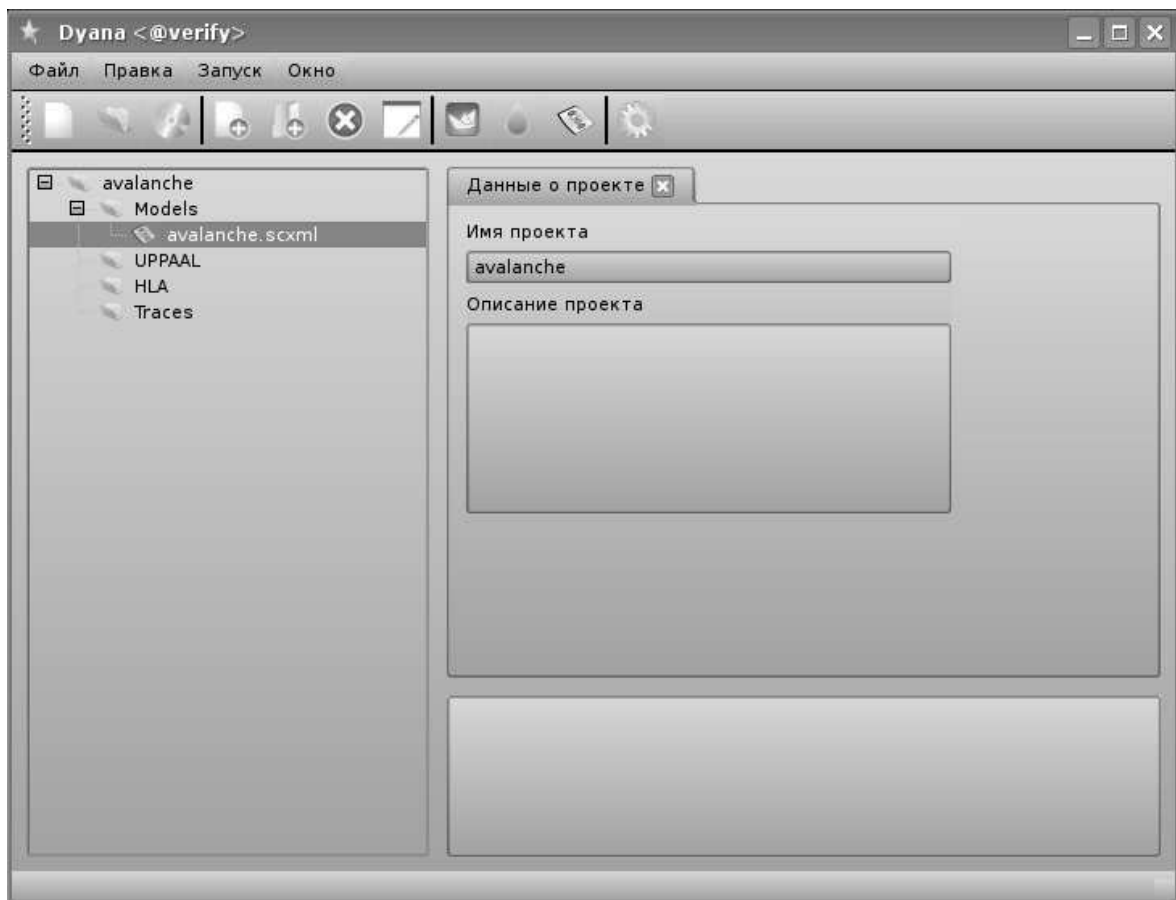 Dyana <@verify>
Файл Правка Запуск Окно
avalanche
Models
avalanche.scxml
UPPAAL
HLA
Traces
Данные о проекте
Имя проекта
avalanche
Описание проекта